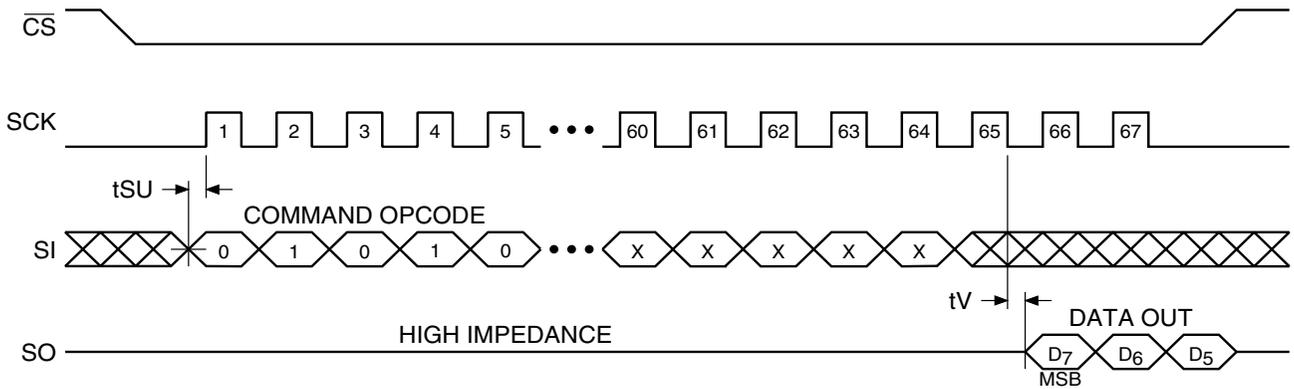 CS
SCK
1 2 3 4 5 ••• 60 61 62 63 64 65 66 67
tSU
COMMAND OPCODE
SI
0 1 0 1 0 ••• X X X X X
tV
DATA OUT
HIGH IMPEDANCE
SO
D7 D6 D5
MSB